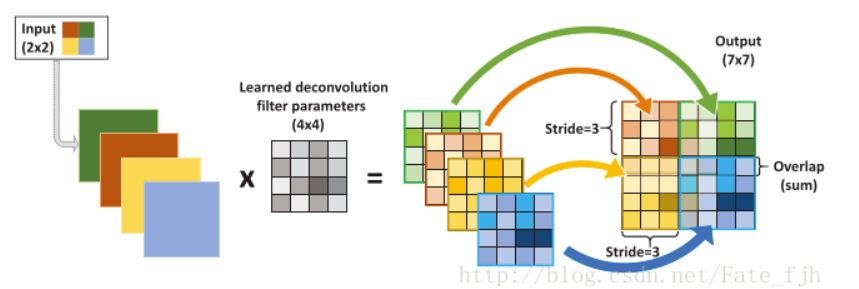 Input
(2x2)
Learned deconvolution
filter parameters
(4x4)
x
=
Output
(7x7)
Stride=3
Overlap
(sum)
Stride=3
http://blog.csdn.net/Fate_fjh